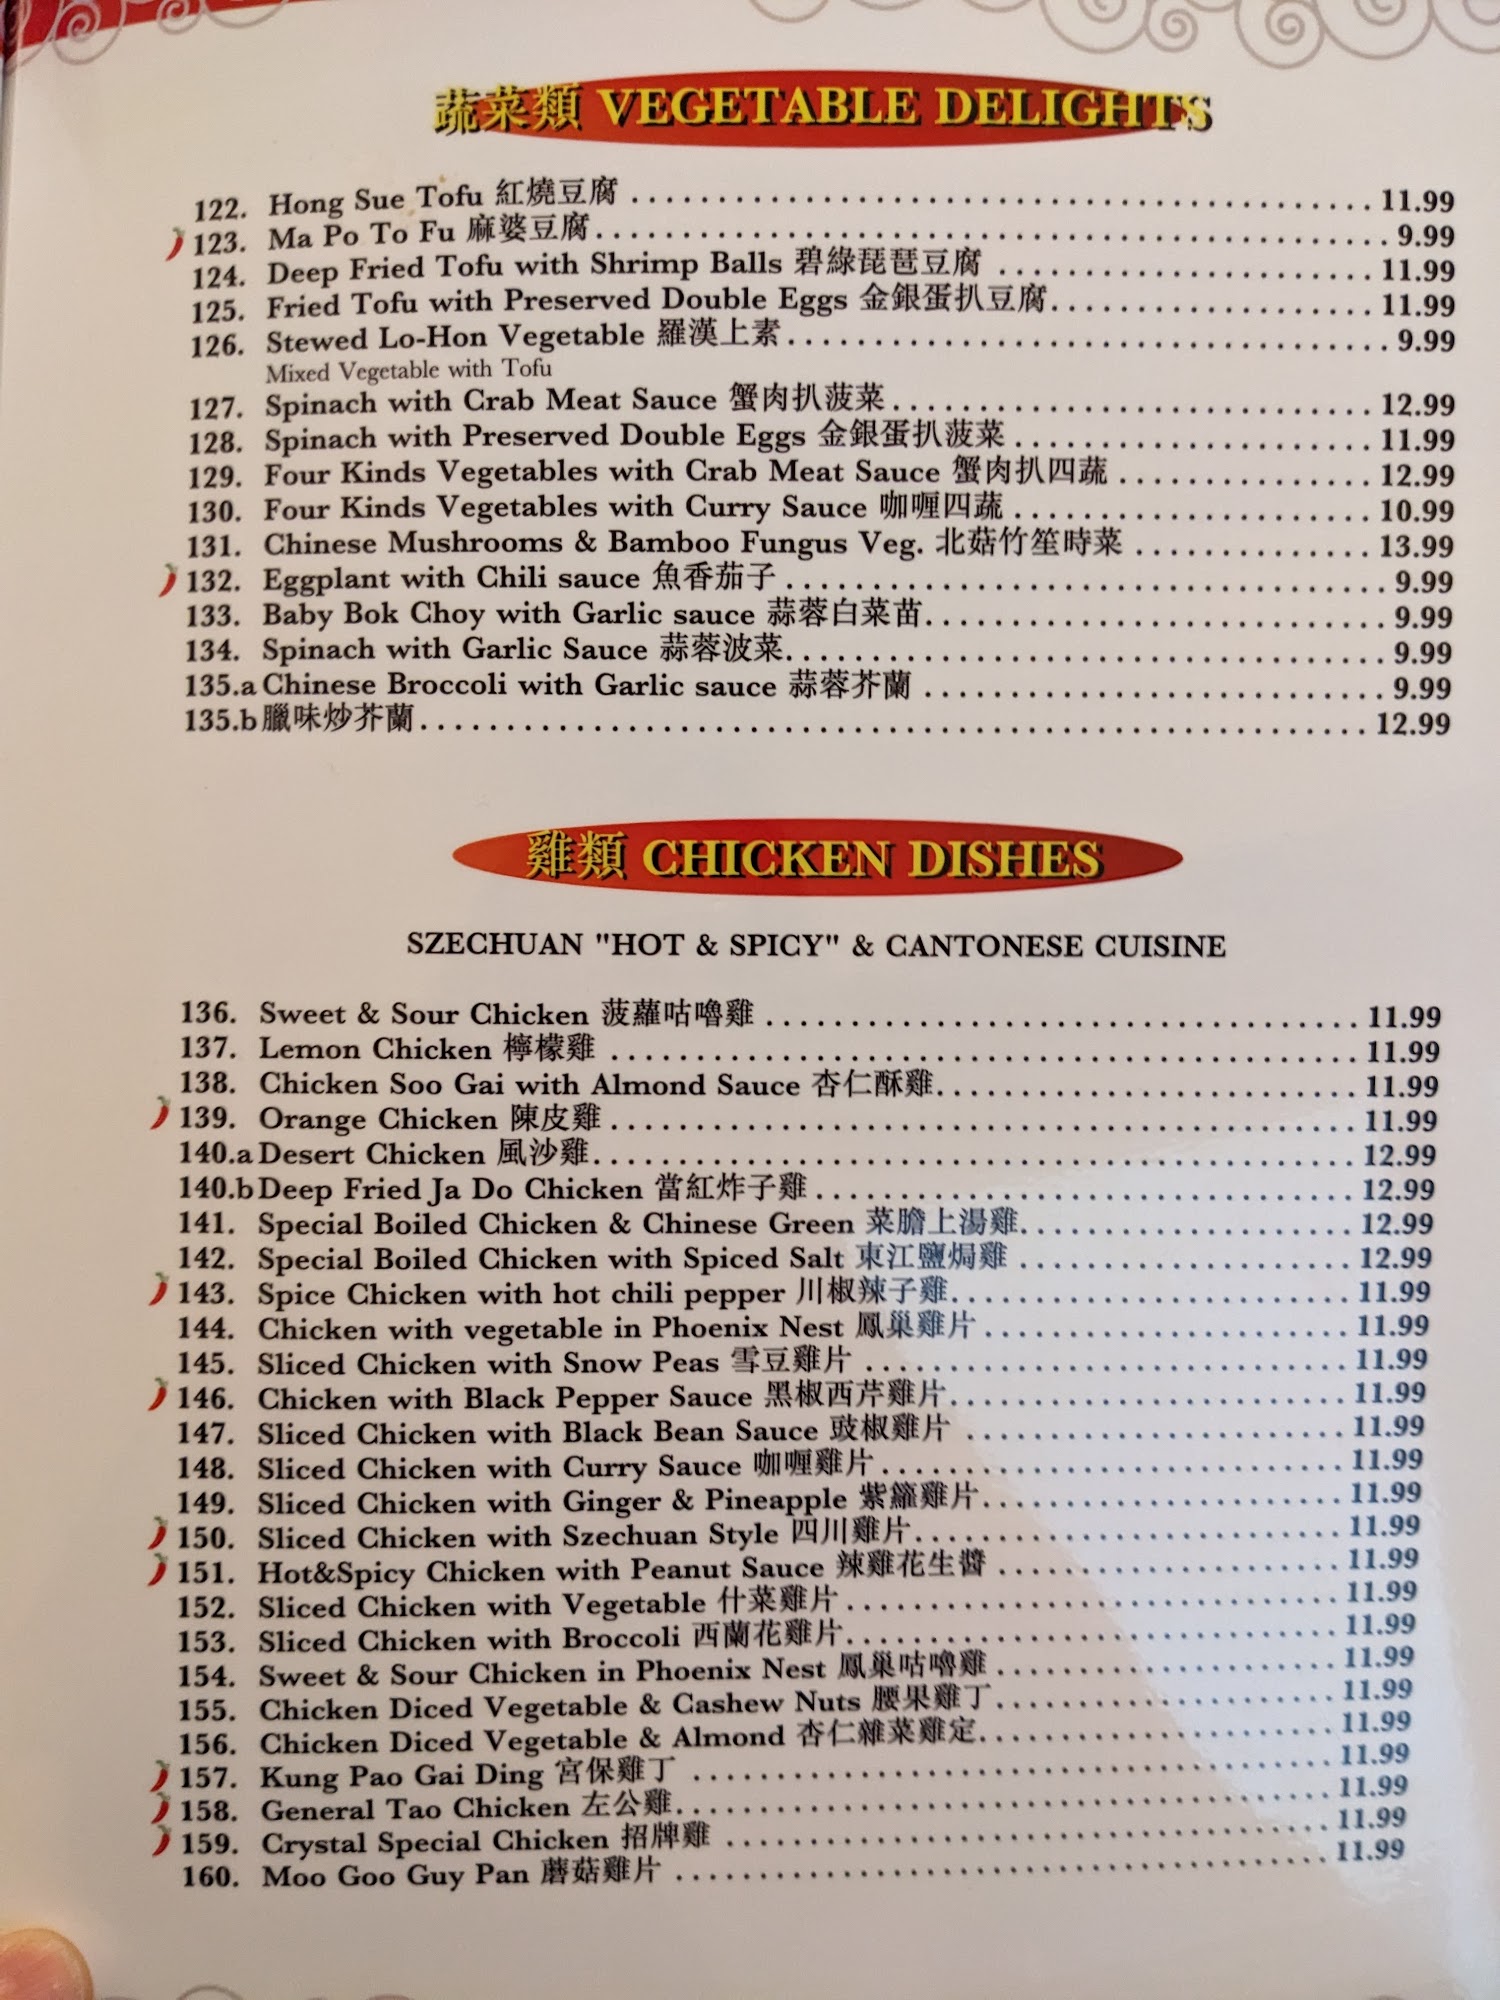 蔬菜類 VEGETABLE DELIGHTS
122. Hong Sue Tofu 紅燒豆腐 11.99
123. Ma Po To Fu 麻婆豆腐 9.99
124. Deep Fried Tofu with Shrimp Balls 碧綠琵琶豆腐 11.99
125. Fried Tofu with Preserved Double Eggs 金銀蛋扒豆腐 11.99
126. Stewed Lo-Hon Vegetable 羅漢上素 9.99
Mixed Vegetable with Tofu
127. Spinach with Crab Meat Sauce 蟹肉扒菠菜 12.99
128. Spinach with Preserved Double Eggs 金銀蛋扒菠菜 11.99
129. Four Kinds Vegetables with Crab Meat Sauce 蟹肉扒四蔬 12.99
130. Four Kinds Vegetables with Curry Sauce 咖喱四蔬 10.99
131. Chinese Mushrooms & Bamboo Fungus Veg. 北菇竹笙時菜 13.99
132. Eggplant with Chili sauce 魚香茄子 9.99
133. Baby Bok Choy with Garlic sauce 蒜蓉白菜苗 9.99
134. Spinach with Garlic Sauce 蒜蓉波菜 9.99
135.a Chinese Broccoli with Garlic sauce 蒜蓉芥蘭 9.99
135.b 臘味炒芥蘭 12.99
雞類 CHICKEN DISHES
SZECHUAN "HOT & SPICY" & CANTONESE CUISINE
136. Sweet & Sour Chicken 菠蘿咕嚕雞 11.99
137. Lemon Chicken 檸檬雞 11.99
138. Chicken Soo Gai with Almond Sauce 杏仁酥雞 11.99
139. Orange Chicken 陳皮雞 11.99
140.a Desert Chicken 風沙雞 12.99
140.b Deep Fried Ja Do Chicken 當紅炸子雞 12.99
141. Special Boiled Chicken & Chinese Green 菜膽上湯雞 12.99
142. Special Boiled Chicken with Spiced Salt 東江鹽焗雞 12.99
143. Spice Chicken with hot chili pepper 川椒辣子雞 11.99
144. Chicken with vegetable in Phoenix Nest 鳳巢雞片 11.99
145. Sliced Chicken with Snow Peas 雪豆雞片 11.99
146. Chicken with Black Pepper Sauce 黑椒西芹雞片 11.99
147. Sliced Chicken with Black Bean Sauce 豉椒雞片 11.99
148. Sliced Chicken with Curry Sauce 咖喱雞片 11.99
149. Sliced Chicken with Ginger & Pineapple 紫籮雞片 11.99
150. Sliced Chicken with Szechuan Style 四川雞片 11.99
151. Hot&Spicy Chicken with Peanut Sauce 辣雞花生醬 11.99
152. Sliced Chicken with Vegetable 什菜雞片 11.99
153. Sliced Chicken with Broccoli 西蘭花雞片 11.99
154. Sweet & Sour Chicken in Phoenix Nest 鳳巢咕嚕雞 11.99
155. Chicken Diced Vegetable & Cashew Nuts 腰果雞丁 11.99
156. Chicken Diced Vegetable & Almond 杏仁雜菜雞定 11.99
157. Kung Pao Gai Ding 宮保雞丁 11.99
158. General Tao Chicken 左公雞 11.99
159. Crystal Special Chicken 招牌雞 11.99
160. Moo Goo Guy Pan 蘑菇雞片 11.99